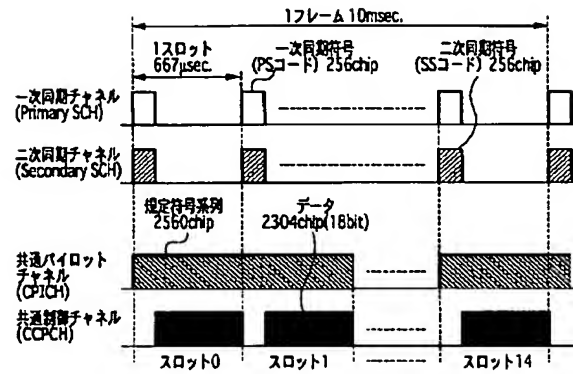 1フレーム 10msec.
1スロット
667μsec.
一次同期符号
(PSコード) 256chip
二次同期符号
(SSコード) 256chip
一次同期チャネル
(Primary SCH)
二次同期チャネル
(Secondary SCH)
規定符号系列
2560chip
データ
2304chip(18bit)
共通パイロット
チャネル
(CPICH)
共通制御チャネル
(CCPCH)
スロット0
スロット1
スロット14